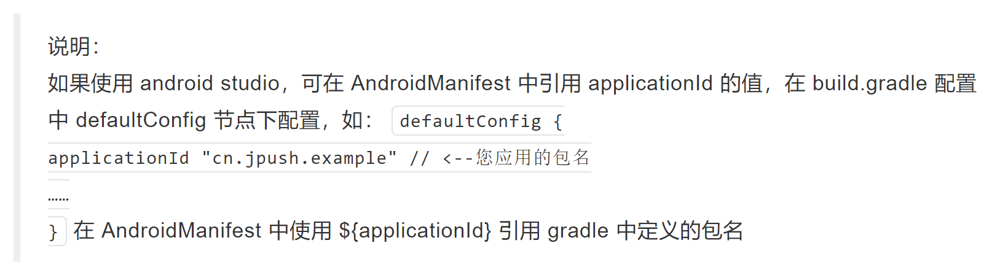 说明：
如果使用 android studio，可在 AndroidManifest 中引用 applicationId 的值，在 build.gradle 配置
中 defaultConfig 节点下配置，如： defaultConfig {
applicationId "cn.jpush.example" // <--您应用的包名
……
} 在 AndroidManifest 中使用 ${applicationId} 引用 gradle 中定义的包名